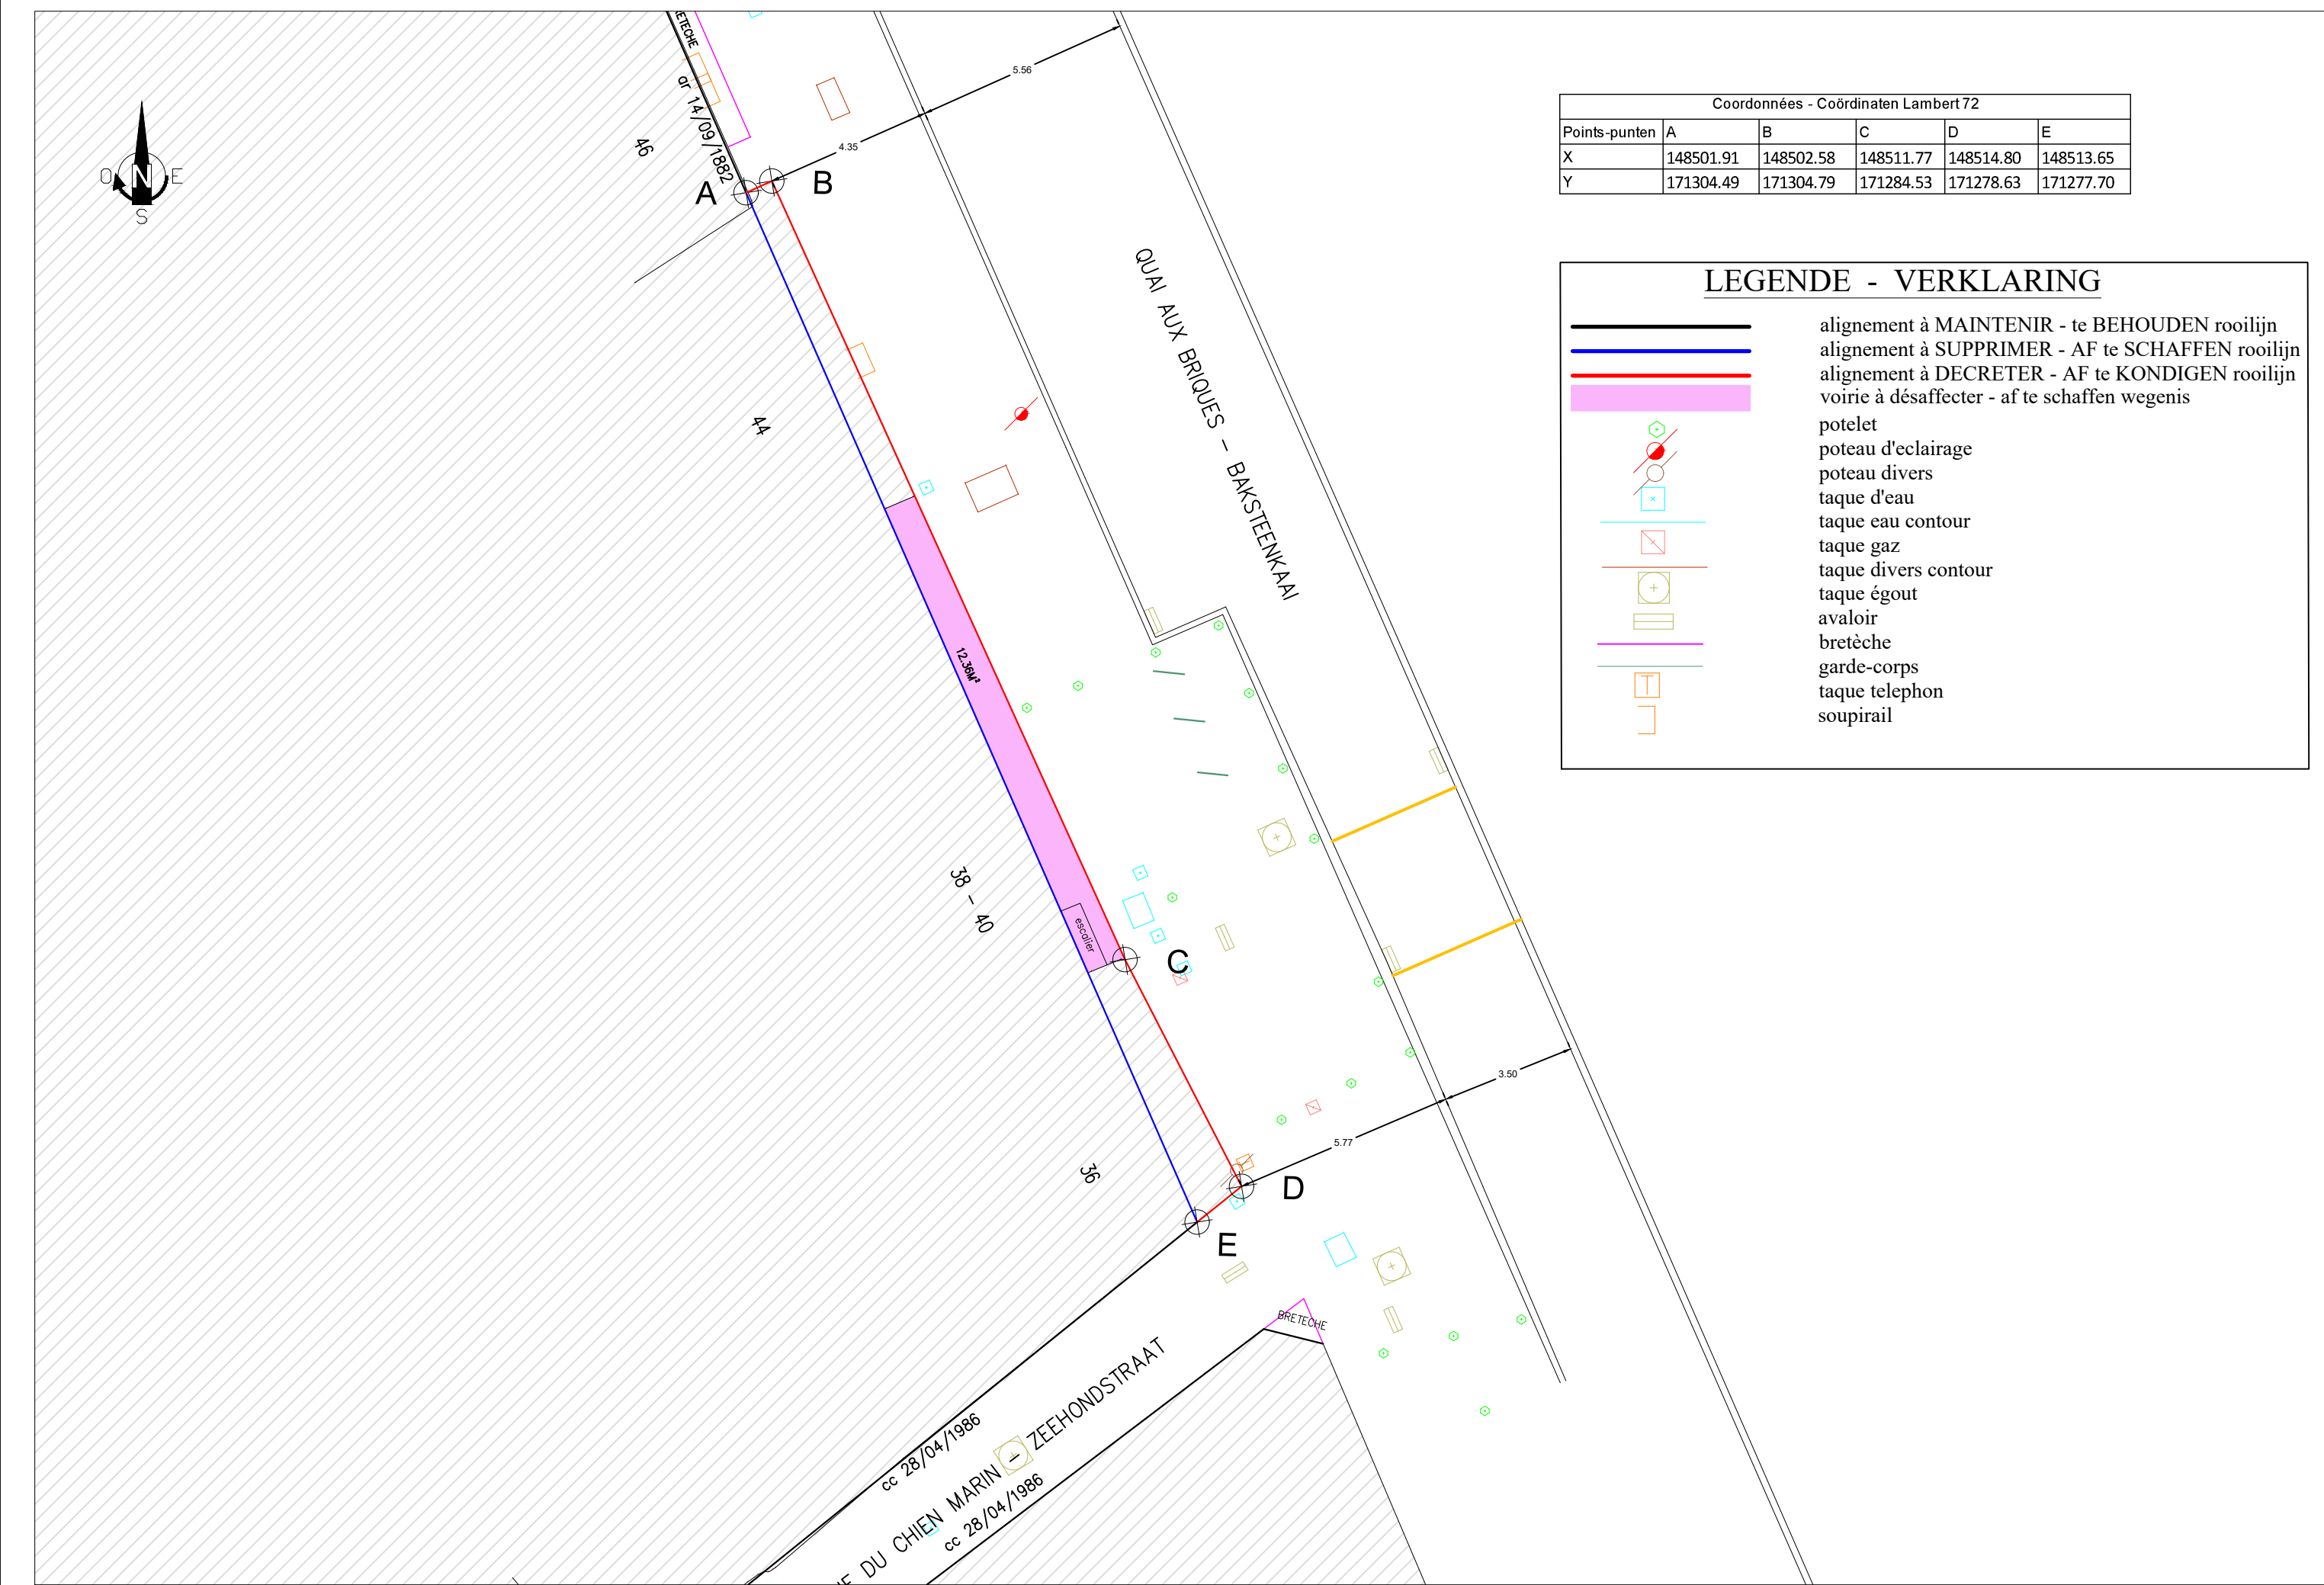 ETECHE
ar 14/09/1882
46
A
B
4.35
5.56
N
O
E
S
QUAI AUX BRIQUES - BAKSTEENKAAI
44
12.36M²
38 - 40
escalier
C
36
3.50
5.77
D
E
BRETECHE
cc 28/04/1986
DU CHIEN MARIN - ZEEHONDSTRAAT
cc 28/04/1986
Coordonnées - Coördinaten Lambert 72
Points-punten A B C D E
X 148501.91 148502.58 148511.77 148514.80 148513.65
Y 171304.49 171304.79 171284.53 171278.63 171277.70
LEGENDE - VERKLARING
alignement à MAINTENIR - te BEHOUDEN rooilijn
alignement à SUPPRIMER - AF te SCHAFFEN rooilijn
alignement à DECRETER - AF te KONDIGEN rooilijn
voirie à désaffecter - af te schaffen wegenis
potelet
poteau d'eclairage
poteau divers
taque d'eau
taque eau contour
taque gaz
taque divers contour
taque égout
avaloir
bretèche
garde-corps
taque telephon
soupirail